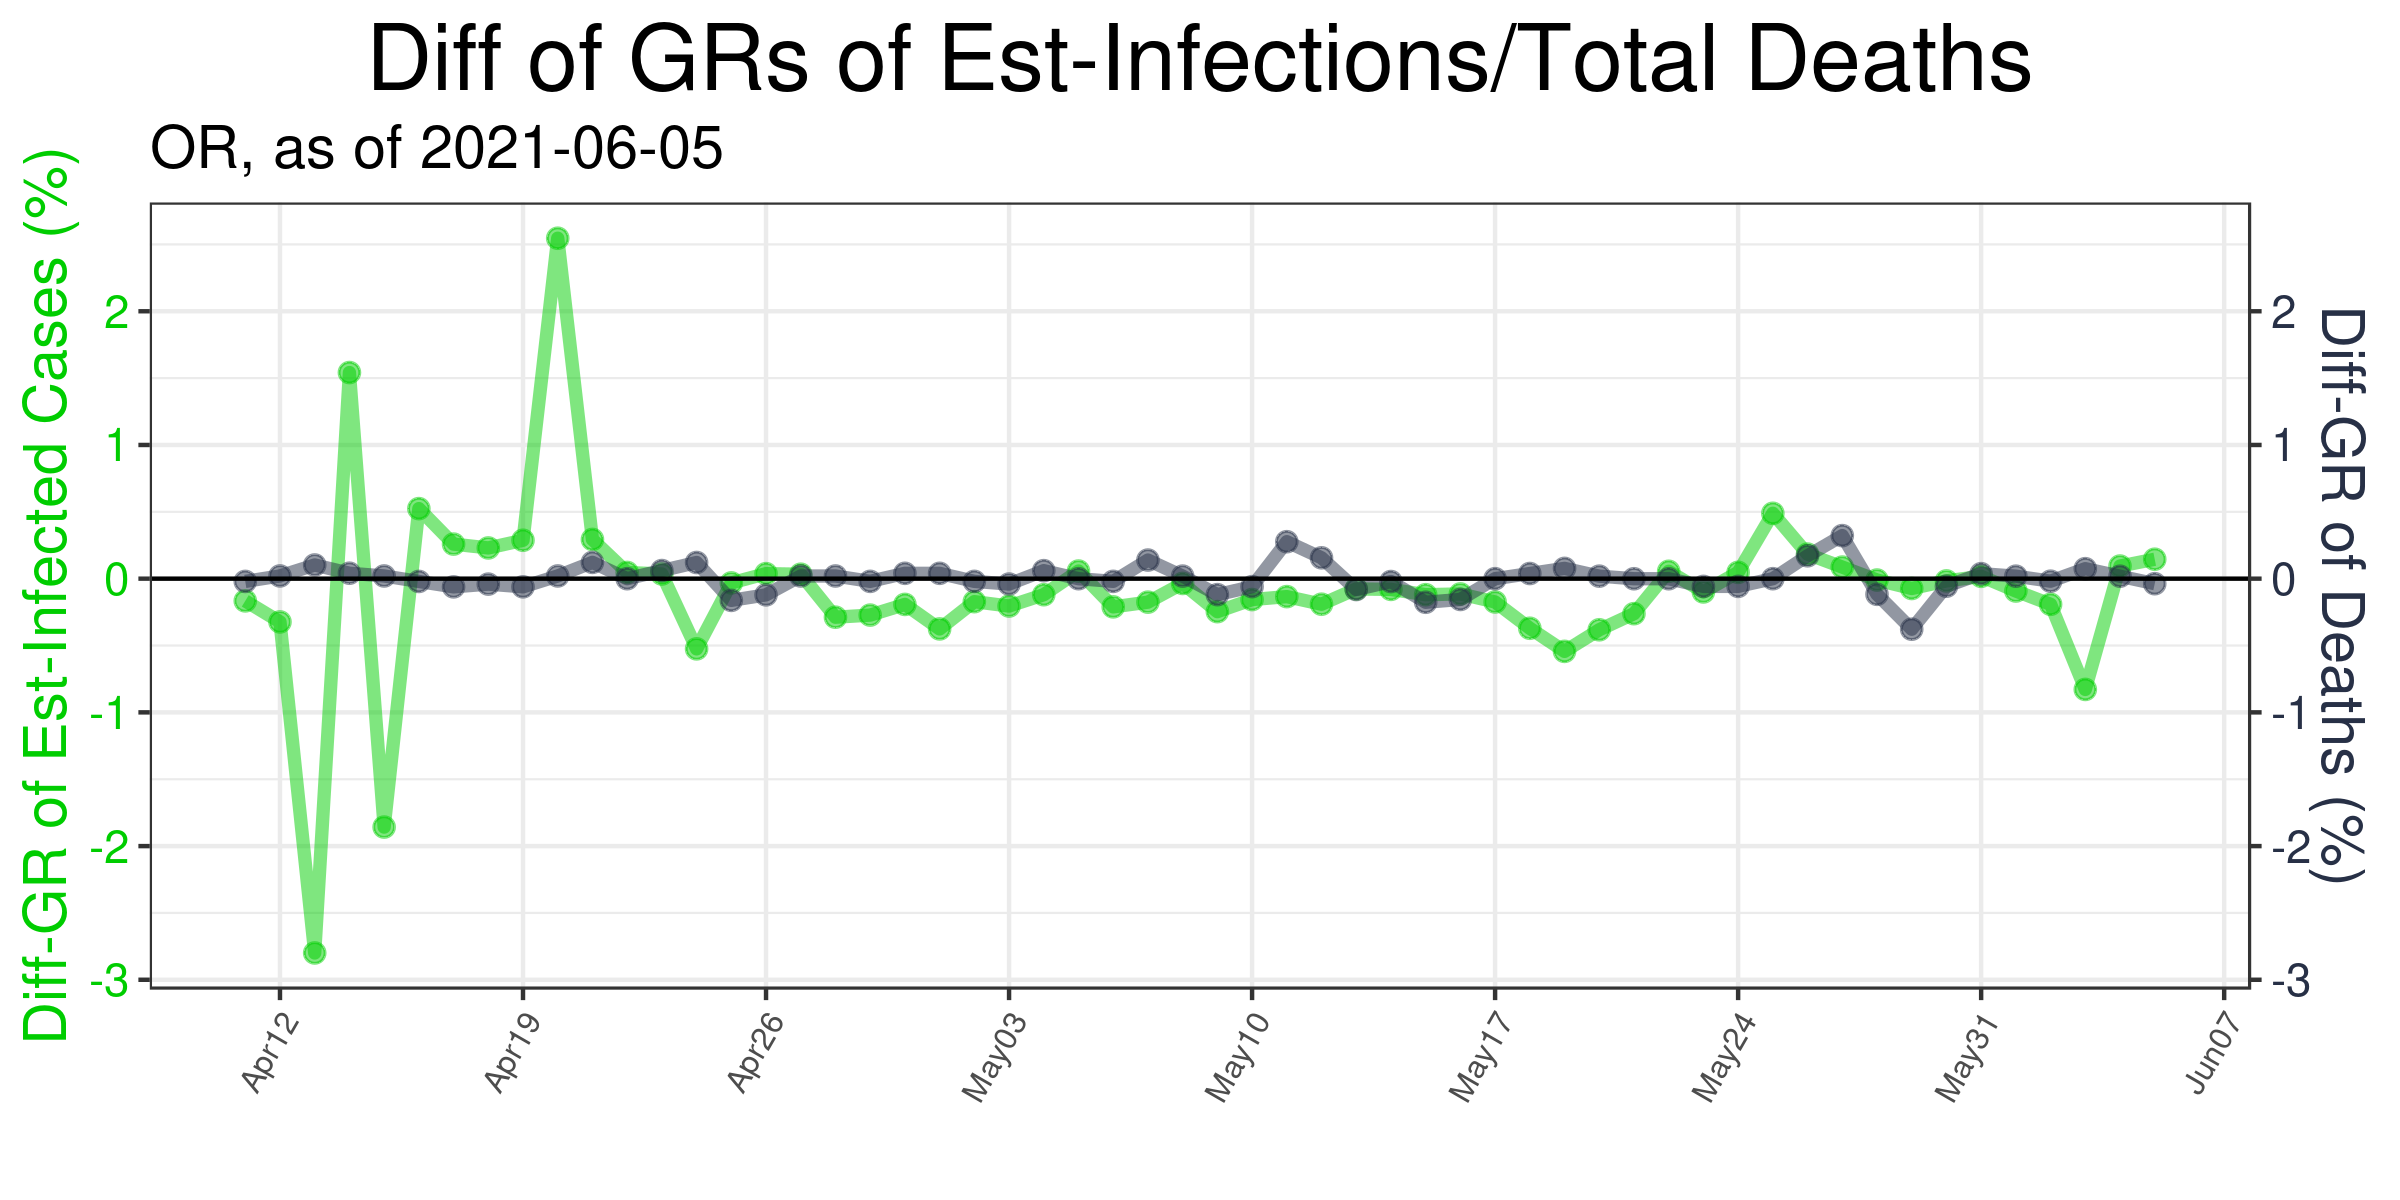 Diff of GRs of Est-Infections/Total Deaths
OR, as of 2021-06-05
Diff-GR of Est-Infected Cases (%)
2
1
0
-1
-2
-3
2
1
0
-1
-2
-3
Diff-GR of Deaths (%)
Apr12
Apr19
Apr26
May03
May10
May17
May24
May31
Jun07